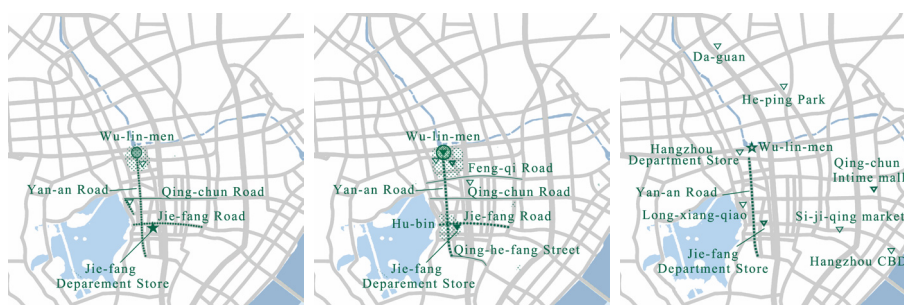 Wu-lin-men
Yan-an Road
Qing-chun Road
Jie-fang Road
Jie-fang
Deparement Store
Wu-lin-men
Feng-qi Road
Yan-an Road
Qing-chun Road
Hu-bin
Jie-fang Road
Qing-he-fang Street
Jie-fang
Deparement Store
Da-guan
He-ping Park
Wu-lin-men
Hangzhou
Department Store
Qing-chun
Intime mall
Yan-an Road
Long-xiang-qiao
Si-ji-qing market
Jie-fang
Department Store
Hangzhou CBD